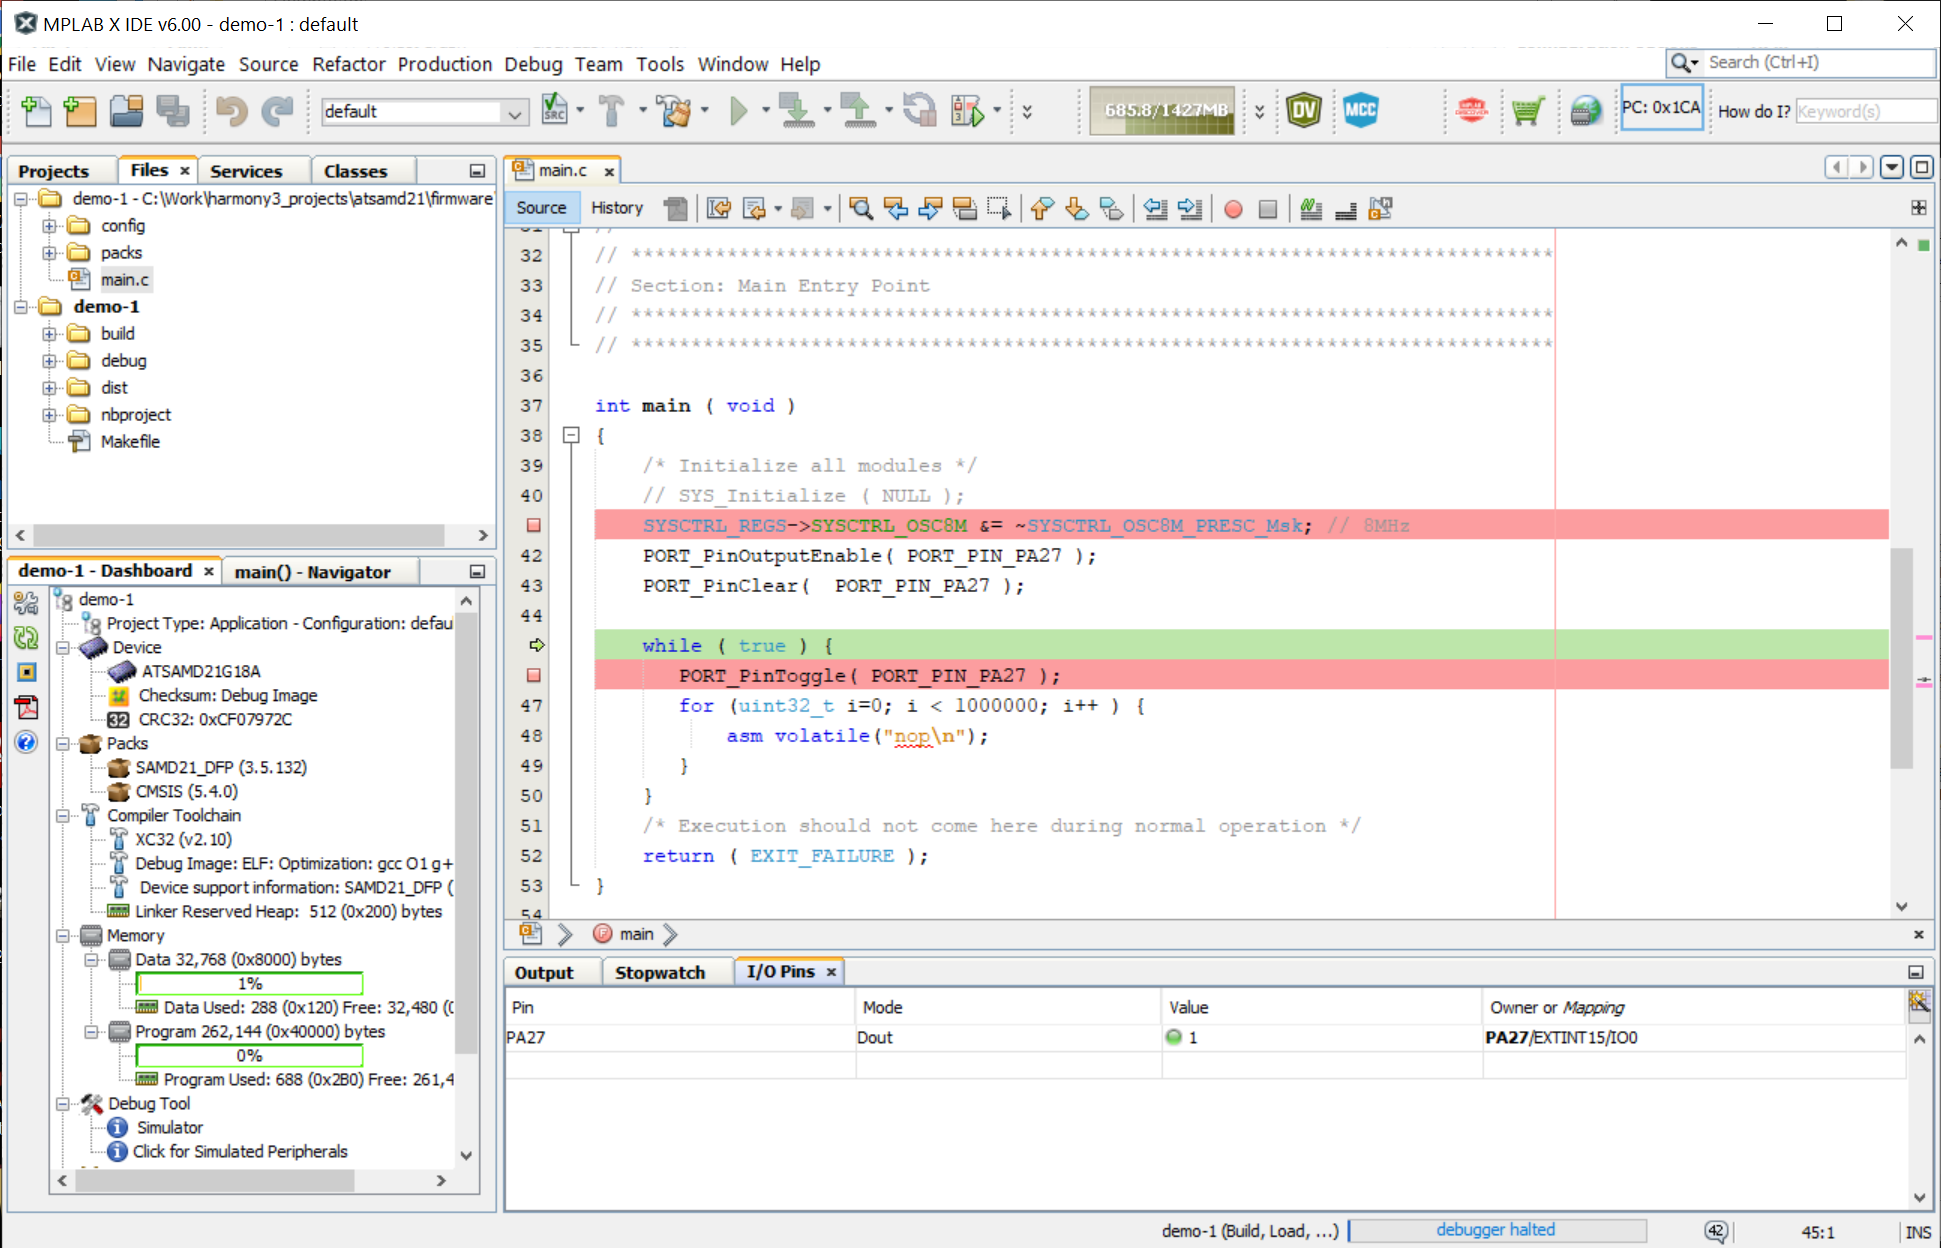 MPLAB X IDE v6.00 - demo-1 : default
File Edit View Navigate Source Refactor Production Debug Team Tools Window Help
Search (Ctrl+I)
default
SRC
685.8/1427MB
DV
MCC
PC: 0x1CA
How do I?
Keyword(s)
Projects
Files
Services
Classes
demo-1 - C:\Work\harmony3_projects\atsamd21\firmware
config
packs
main.c
demo-1
build
debug
dist
nbproject
Makefile
demo-1 - Dashboard
main() - Navigator
demo-1
Project Type: Application - Configuration: defau
Device
ATSAMD21G18A
Checksum: Debug Image
32 CRC32: 0xCF07972C
Packs
SAMD21_DFP (3.5.132)
CMSIS (5.4.0)
Compiler Toolchain
XC32 (v2.10)
Debug Image: ELF: Optimization: gcc O1 g+
Device support information: SAMD21_DFP (
Linker Reserved Heap: 512 (0x200) bytes
Memory
Data 32,768 (0x8000) bytes
1%
Data Used: 288 (0x120) Free: 32,480 (0
Program 262,144 (0x40000) bytes
0%
Program Used: 688 (0x2B0) Free: 261,4
Debug Tool
Simulator
Click for Simulated Peripherals
main.c
Source
History
31 //
32 // *****************************************************************************
33 // Section: Main Entry Point
34 // *****************************************************************************
35 // *****************************************************************************
36
37 int main ( void )
38 {
39 /* Initialize all modules */
40 // SYS_Initialize ( NULL );
SYSCTRL_REGS->SYSCTRL_OSC8M &= ~SYSCTRL_OSC8M_PRESC_Msk; // 8MHz
42 PORT_PinOutputEnable( PORT_PIN_PA27 );
43 PORT_PinClear(  PORT_PIN_PA27 );
44
while ( true ) {
PORT_PinToggle( PORT_PIN_PA27 );
47 for (uint32_t i=0; i < 1000000; i++ ) {
48 asm volatile("nop\n");
49 }
50 }
51 /* Execution should not come here during normal operation */
52 return ( EXIT_FAILURE );
53 }
54
main
Output
Stopwatch
I/O Pins
Pin Mode Value Owner or Mapping
PA27 Dout 1 PA27/EXTINT15/IO0
demo-1 (Build, Load, ...)
debugger halted
42
45:1
INS